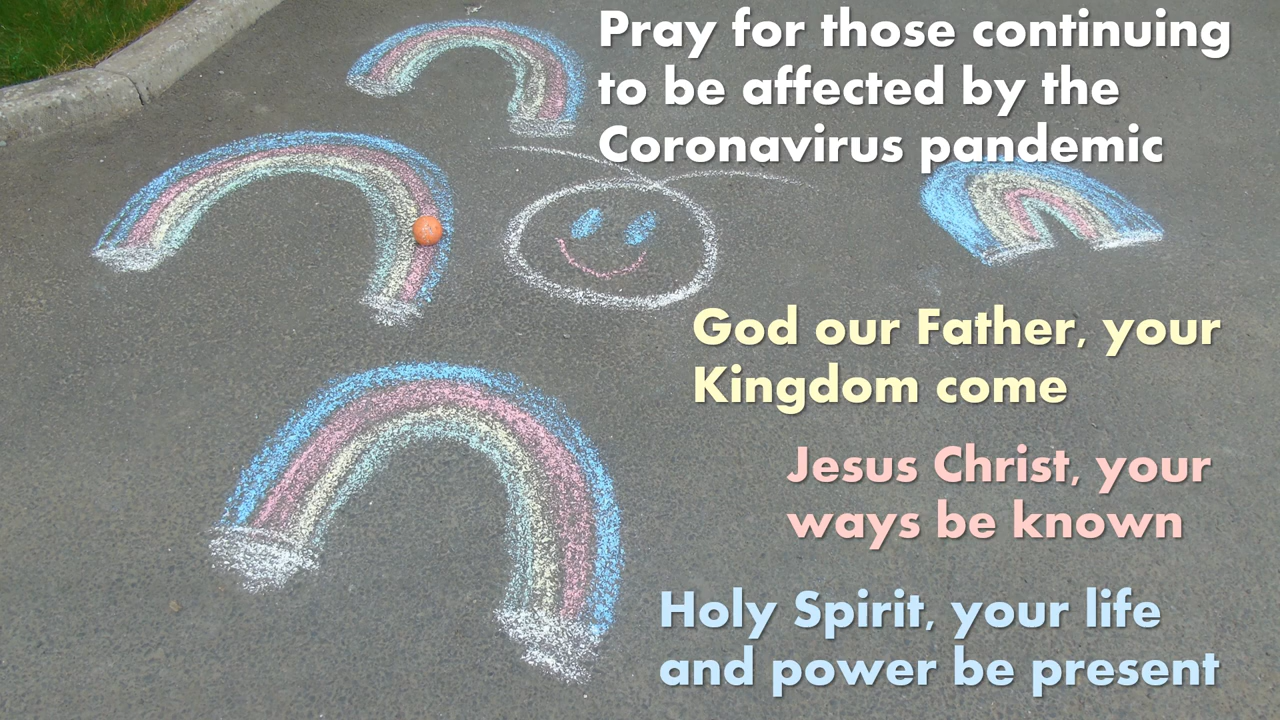 Pray for those continuing
to be affected by the
Coronavirus pandemic
God our Father, your
Kingdom come
Jesus Christ, your
ways be known
Holy Spirit, your life
and power be present